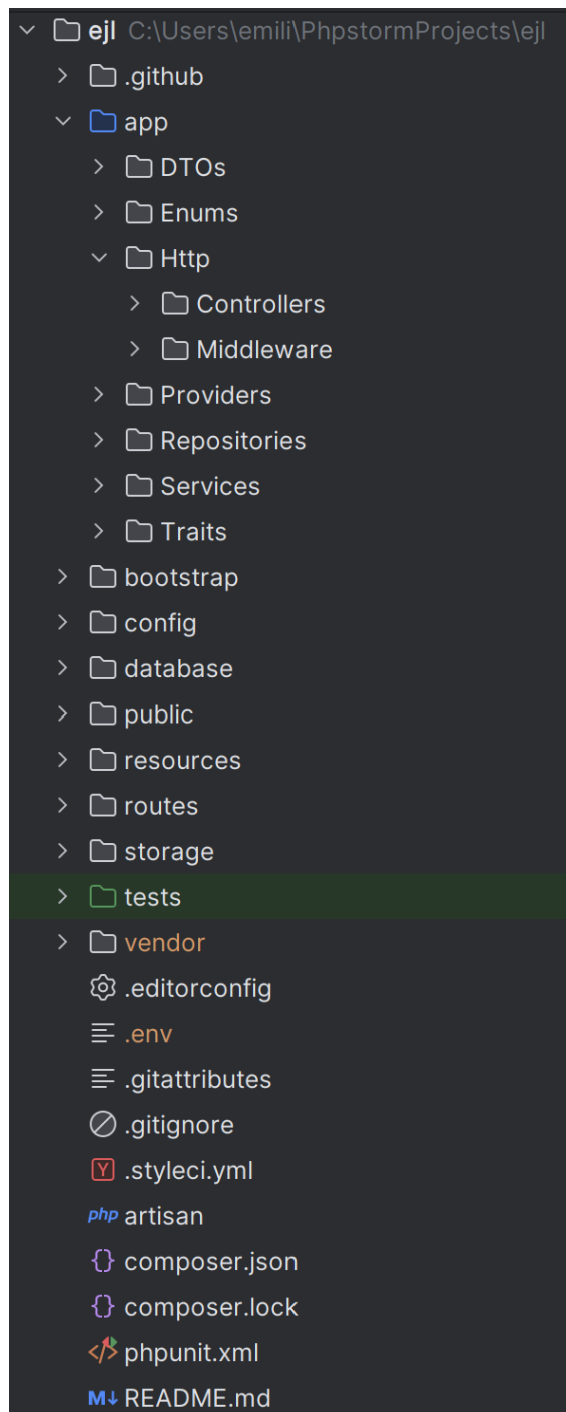 ejl C:\Users\emili\PhpstormProjects\ejl
.github
app
DTOs
Enums
Http
Controllers
Middleware
Providers
Repositories
Services
Traits
bootstrap
config
database
public
resources
routes
storage
tests
vendor
.editorconfig
.env
.gitattributes
.gitignore
Y .styleci.yml
php artisan
{} composer.json
{} composer.lock
phpunit.xml
M↓ README.md